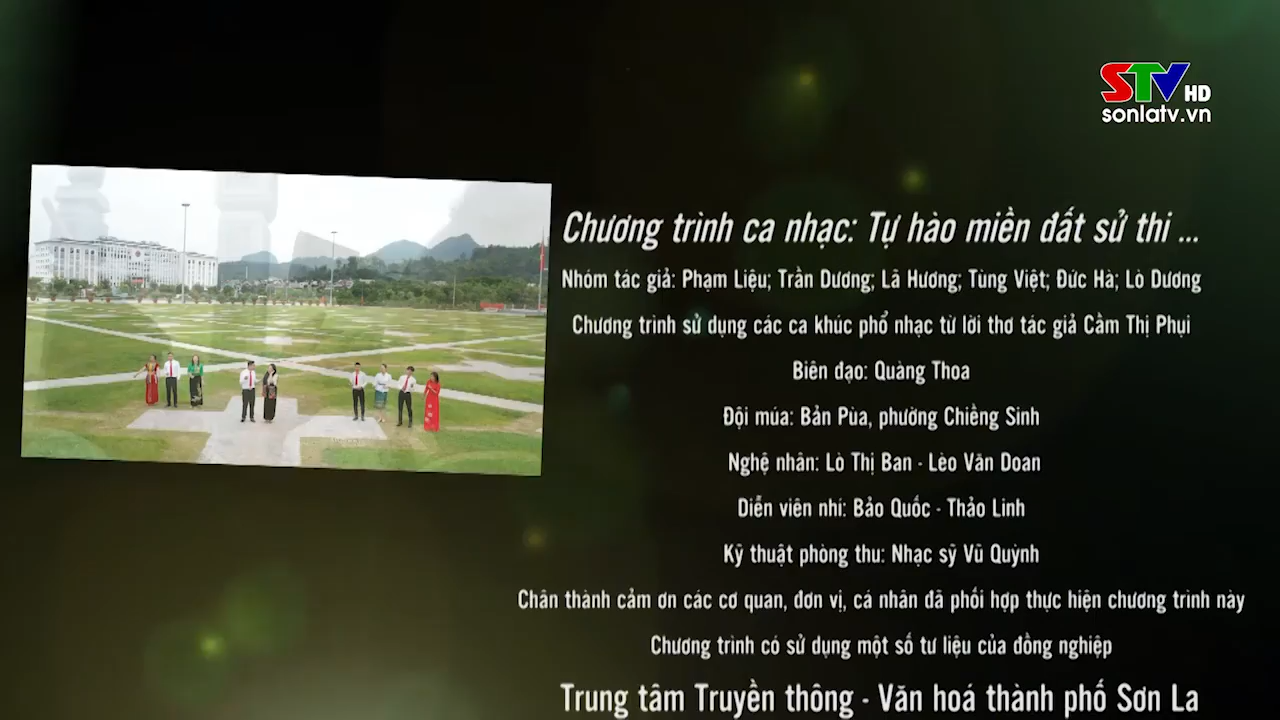 STV HD
sonlatv.vn
Chương trình ca nhạc: Tự hào miền đất sử thi ...
Nhóm tác giả: Phạm Liệu; Trần Dương; Lã Hương; Tùng Việt; Đức Hà; Lò Dương
Chương trình sử dụng các ca khúc phổ nhạc từ lời thơ tác giả Cầm Thị Phụi
Biên đạo: Quàng Thoa
Đội múa: Bản Pùa, phường Chiềng Sinh
Nghệ nhân: Lò Thị Ban - Lèo Văn Doan
Diễn viên nhí: Bảo Quốc - Thảo Linh
Kỹ thuật phòng thu: Nhạc sỹ Vũ Quỳnh
Chân thành cảm ơn các cơ quan, đơn vị, cá nhân đã phối hợp thực hiện chương trình này
Chương trình có sử dụng một số tư liệu của đồng nghiệp
Trung tâm Truyền thông - Văn hoá thành phố Sơn La